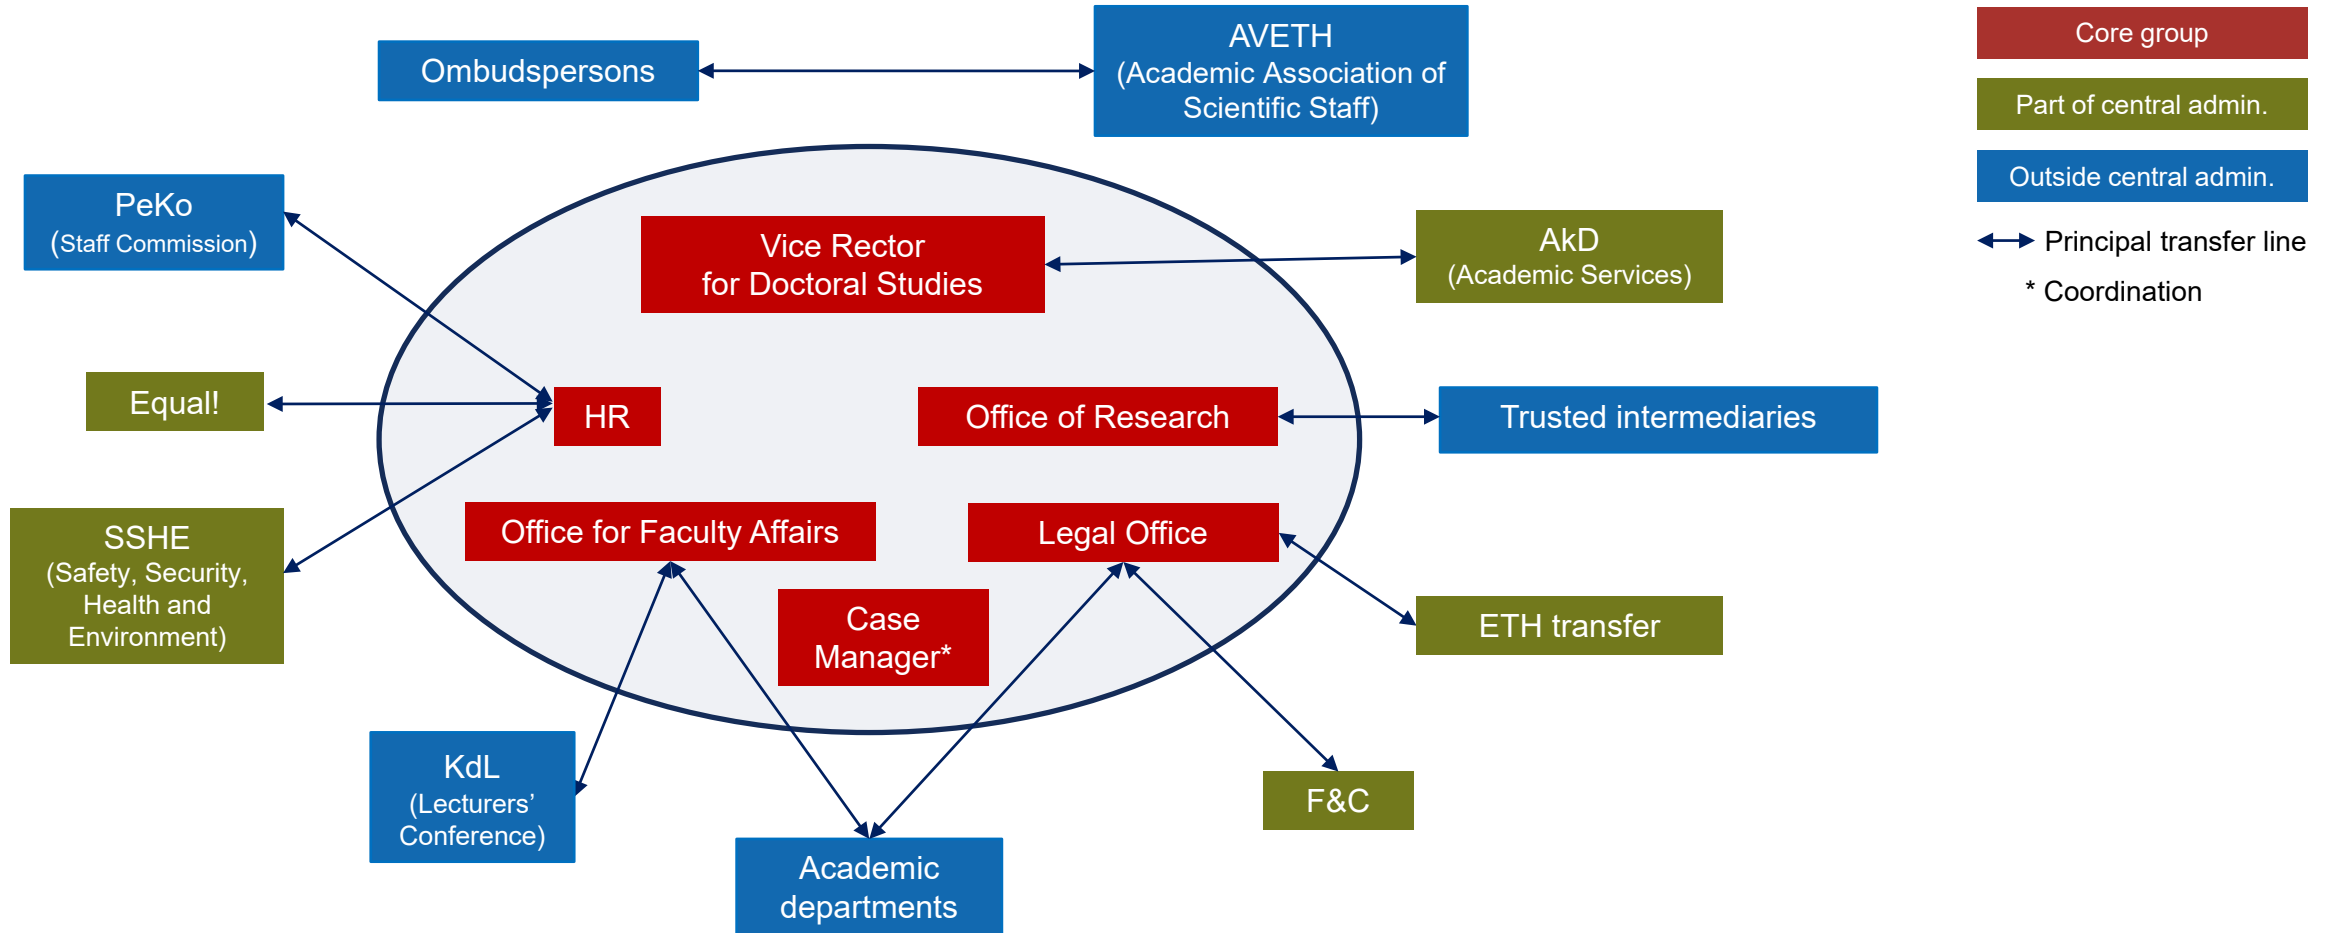 Ombudspersons
AVETH
(Academic Association of
Scientific Staff)
Core group
Part of central admin.
Outside central admin.
Principal transfer line
* Coordination
PeKo
(Staff Commission)
Vice Rector
for Doctoral Studies
AkD
(Academic Services)
Equal!
HR
Office of Research
Trusted intermediaries
SSHE
(Safety, Security,
Health and
Environment)
Office for Faculty Affairs
Legal Office
Case
Manager*
ETH transfer
KdL
(Lecturers’
Conference)
F&C
Academic
departments